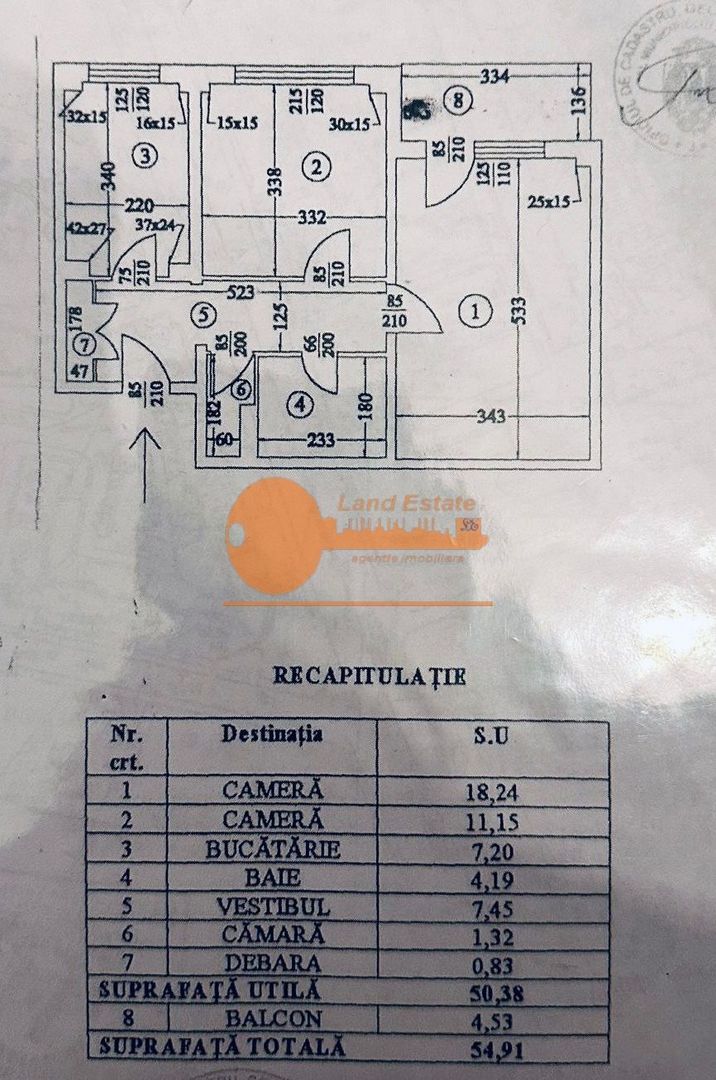 OFICIUL DE CADASTRU
334
125
120
215
120
8
136
32x15
16x15
15x15
30x15
3
2
85
210
125
110
340
338
25x15
220
332
42x27
37x24
75
210
85
210
523
85
210
1
533
178
5
125
7
85
200
66
200
47
6
85
210
182
4
180
343
60
233
Land Estate
agentie imobiliara
RECAPITULAȚIE
Nr. crt. Destinația S.U
1 CAMERĂ 18,24
2 CAMERĂ 11,15
3 BUCĂTĂRIE 7,20
4 BAIE 4,19
5 VESTIBUL 7,45
6 CĂMARĂ 1,32
7 DEBARA 0,83
SUPRAFAȚĂ UTILĂ 50,38
8 BALCON 4,53
SUPRAFAȚĂ TOTALĂ 54,91